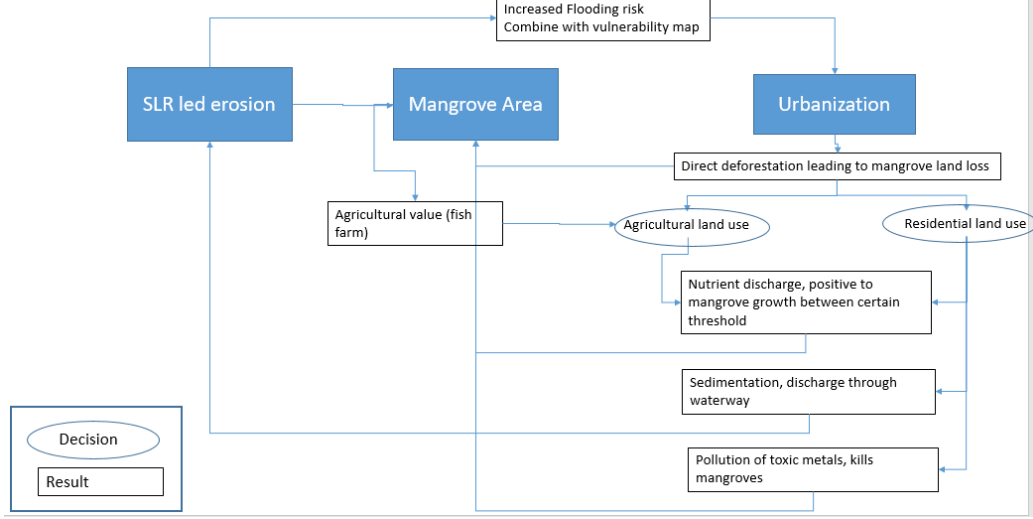 Increased Flooding risk
Combine with vulnerability map
SLR led erosion
Mangrove Area
Urbanization
Direct deforestation leading to mangrove land loss
Agricultural value (fish
farm)
Agricultural land use
Residential land use
Nutrient discharge, positive to
mangrove growth between certain
threshold
Sedimentation, discharge through
waterway
Pollution of toxic metals, kills
mangroves
Decision
Result